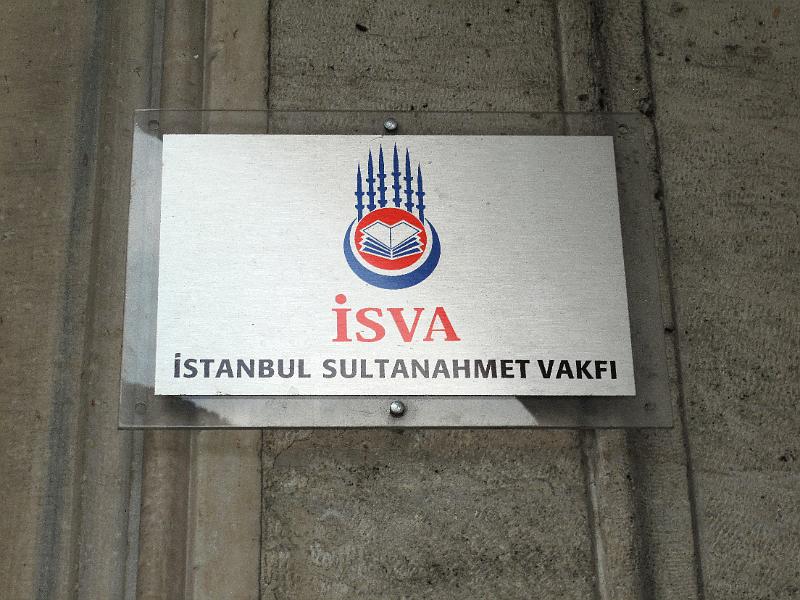 İSVA
İSTANBUL SULTANAHMET VAKFI